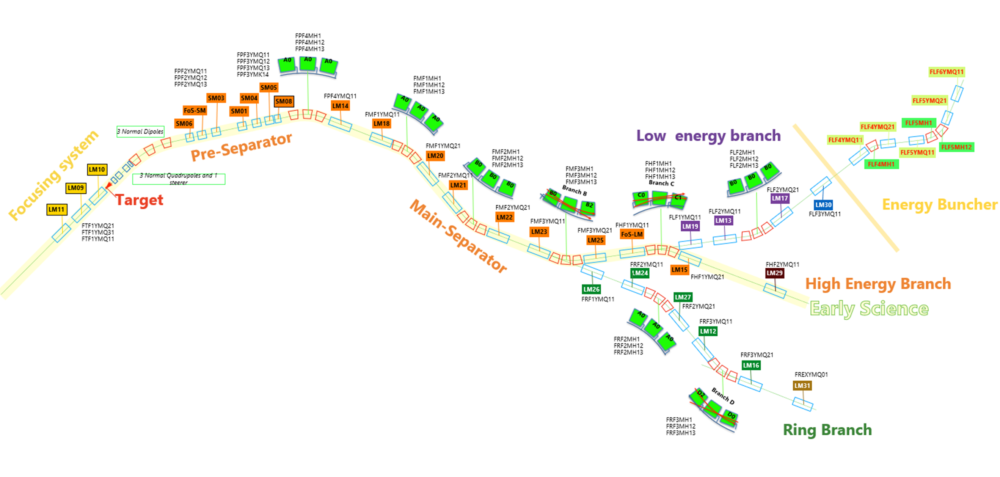 FPF4MH1
FPF4MH12
FPF4MH13
FPF3YMQ11
FPF3YMQ12
FPF3YMQ13
FPF3YMK14
A0
A0
A0
FPF2YMQ11
FPF2YMQ12
FPF2YMQ13
SM05
SM03
SM04
SM08
FoS-SM
SM01
SM06
FPF4YMQ11
LM14
FMF1MH1
FMF1MH12
FMF1MH13
A0
A0
A0
FMF1YMQ11
LM18
3 Normal Dipoles
Pre-Separator
Focusing system
LM10
LM09
LM11
3 Normal Quadrupoles and 1
steerer
Target
FTF1YMQ21
FTF1YMQ31
FTF1YMQ11
FMF1YMQ21
LM20
FMF2YMQ11
LM21
FMF2MH1
FMF2MH12
FMF2MH13
B0
B0
B0
Main-Separator
FMF2YMQ21
LM22
FMF3YMQ11
LM23
FMF3MH1
FMF3MH12
FMF3MH13
Branch B
B0
B2
FMF3YMQ21
LM25
FHF1YMQ11
FoS-LM
FHF1MH1
FHF1MH12
FHF1MH13
Branch C
C0
C1
Low energy branch
FLF1YMQ11
LM19
FLF2YMQ11
LM13
FLF2MH1
FLF2MH12
FLF2MH13
B0
B0
B0
FLF2YMQ21
LM17
LM30
FLF3YMQ11
Energy Buncher
FLF6YMQ11
FLF5YMQ21
FLF5MH1
FLF4YMQ21
FLF4YMQ11
FLF5MH12
FLF5YMQ11
FLF4MH1
FRF2YMQ11
LM24
LM15
FHF1YMQ21
FHF2YMQ11
LM29
High Energy Branch
Early Science
LM26
FRF1YMQ11
LM27
FRF2YMQ21
A0
A0
A0
FRF2MH1
FRF2MH12
FRF2MH13
FRF3YMQ11
LM12
FRF3YMQ21
LM16
FREXYMQ01
LM31
Branch D
D2
D0
FRF3MH1
FRF3MH12
FRF3MH13
Ring Branch